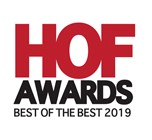 HOF
AWARDS
BEST OF THE BEST 2019